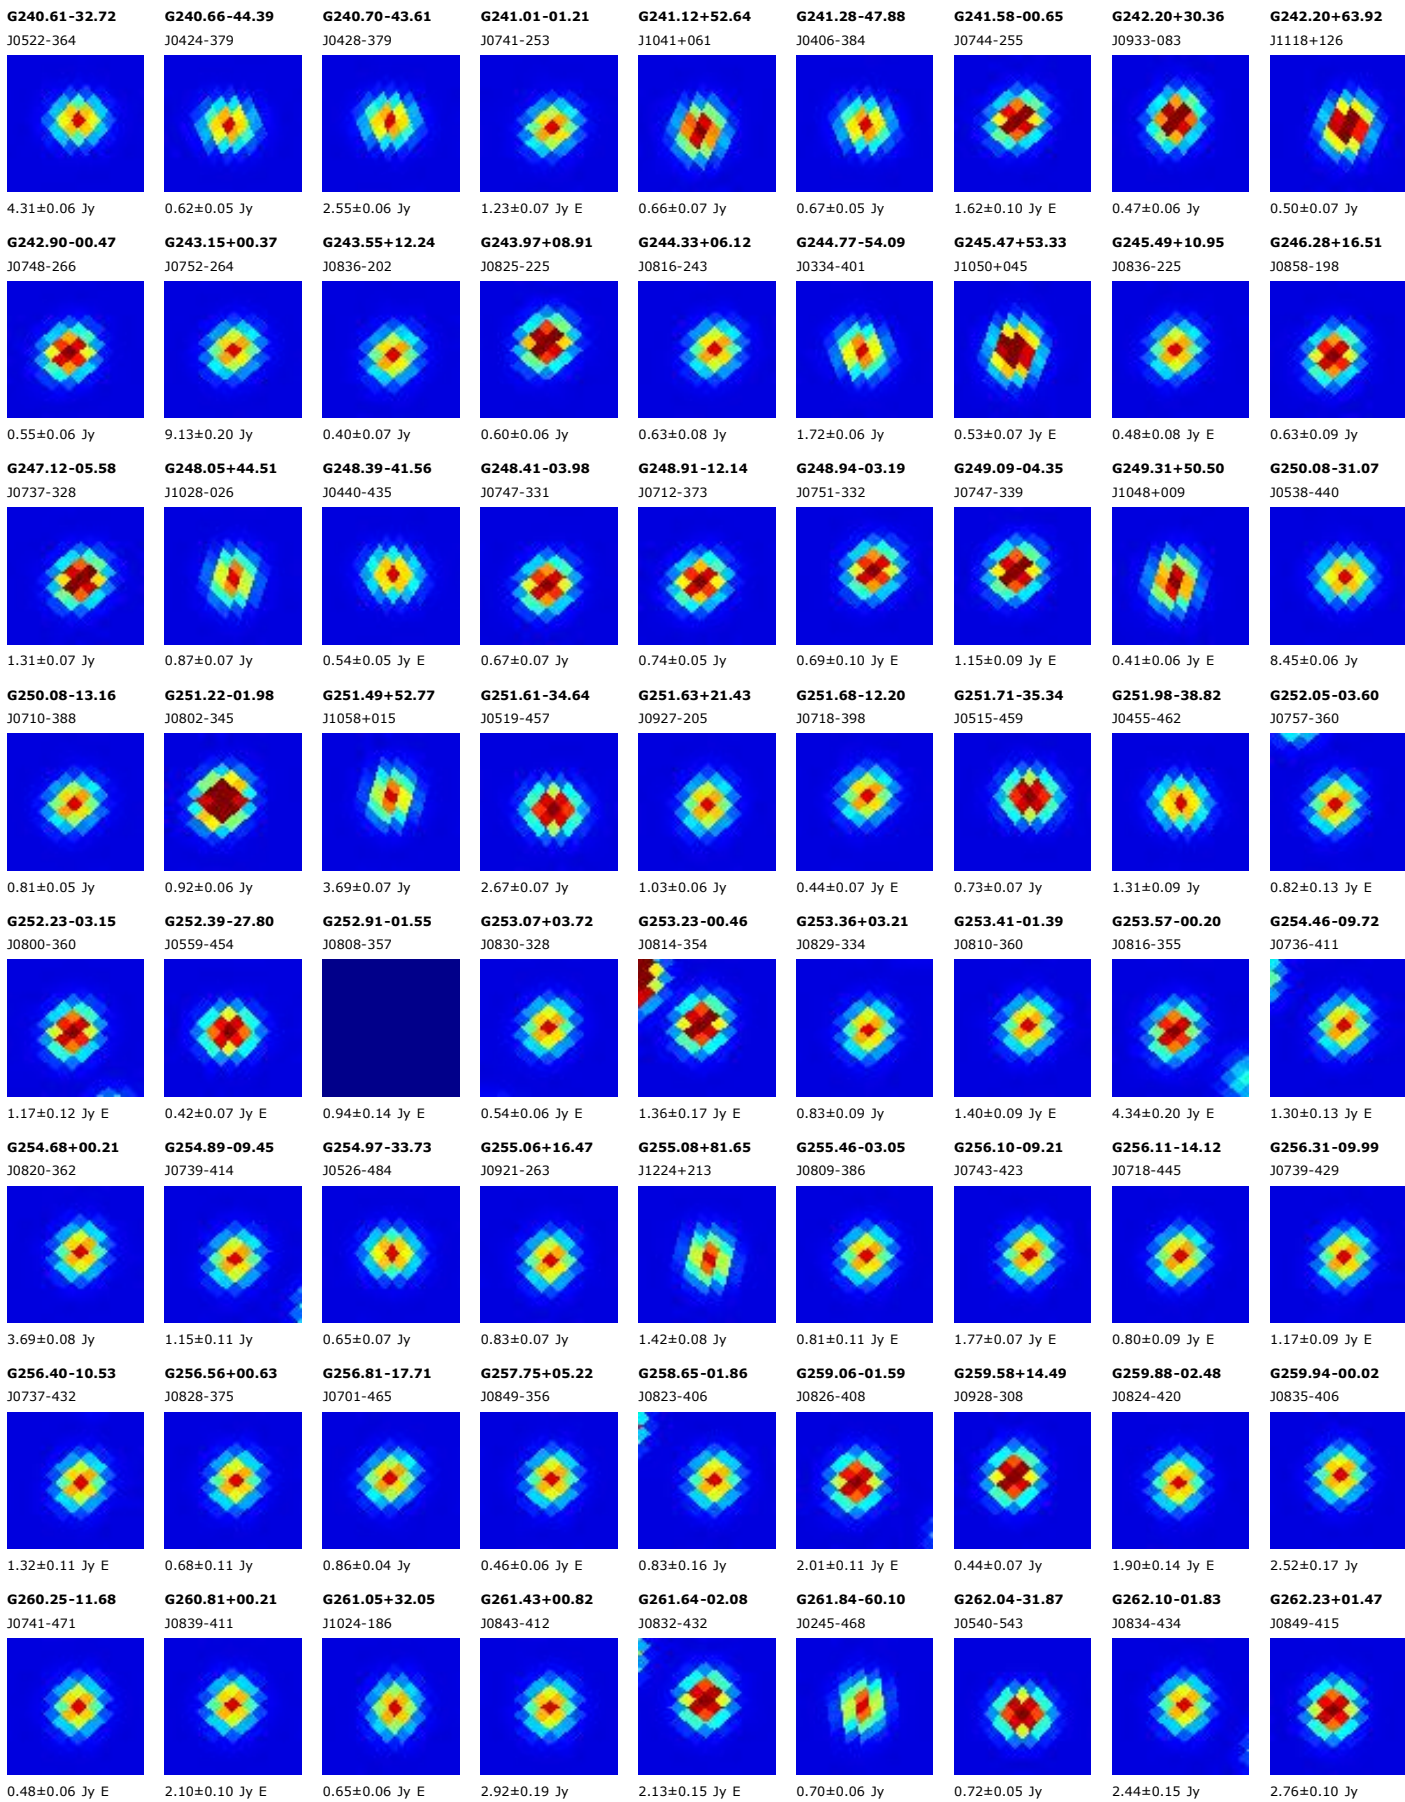 G240.61-32.72 G240.66-44.39 G240.70-43.61 G241.01-01.21 G241.12+52.64 G241.28-47.88 G241.58-00.65 G242.20+30.36 G242.20+63.92
J0522-364 J0424-379 J0428-379 J0741-253 J1041+061 J0406-384 J0744-255 J0933-083 J1118+126
4.31±0.06 Jy 0.62±0.05 Jy 2.55±0.06 Jy 1.23±0.07 Jy E 0.66±0.07 Jy 0.67±0.05 Jy 1.62±0.10 Jy E 0.47±0.06 Jy 0.50±0.07 Jy
G242.90-00.47 G243.15+00.37 G243.55+12.24 G243.97+08.91 G244.33+06.12 G244.77-54.09 G245.47+53.33 G245.49+10.95 G246.28+16.51
J0748-266 J0752-264 J0836-202 J0825-225 J0816-243 J0334-401 J1050+045 J0836-225 J0858-198
0.55±0.06 Jy 9.13±0.20 Jy 0.40±0.07 Jy 0.60±0.06 Jy 0.63±0.08 Jy 1.72±0.06 Jy 0.53±0.07 Jy E 0.48±0.08 Jy E 0.63±0.09 Jy
G247.12-05.58 G248.05+44.51 G248.39-41.56 G248.41-03.98 G248.91-12.14 G248.94-03.19 G249.09-04.35 G249.31+50.50 G250.08-31.07
J0737-328 J1028-026 J0440-435 J0747-331 J0712-373 J0751-332 J0747-339 J1048+009 J0538-440
1.31±0.07 Jy 0.87±0.07 Jy 0.54±0.05 Jy E 0.67±0.07 Jy 0.74±0.05 Jy 0.69±0.10 Jy E 1.15±0.09 Jy E 0.41±0.06 Jy E 8.45±0.06 Jy
G250.08-13.16 G251.22-01.98 G251.49+52.77 G251.61-34.64 G251.63+21.43 G251.68-12.20 G251.71-35.34 G251.98-38.82 G252.05-03.60
J0710-388 J0802-345 J1058+015 J0519-457 J0927-205 J0718-398 J0515-459 J0455-462 J0757-360
0.81±0.05 Jy 0.92±0.06 Jy 3.69±0.07 Jy 2.67±0.07 Jy 1.03±0.06 Jy 0.44±0.07 Jy E 0.73±0.07 Jy 1.31±0.09 Jy 0.82±0.13 Jy E
G252.23-03.15 G252.39-27.80 G252.91-01.55 G253.07+03.72 G253.23-00.46 G253.36+03.21 G253.41-01.39 G253.57-00.20 G254.46-09.72
J0800-360 J0559-454 J0808-357 J0830-328 J0814-354 J0829-334 J0810-360 J0816-355 J0736-411
1.17±0.12 Jy E 0.42±0.07 Jy E 0.94±0.14 Jy E 0.54±0.06 Jy E 1.36±0.17 Jy E 0.83±0.09 Jy 1.40±0.09 Jy E 4.34±0.20 Jy E 1.30±0.13 Jy E
G254.68+00.21 G254.89-09.45 G254.97-33.73 G255.06+16.47 G255.08+81.65 G255.46-03.05 G256.10-09.21 G256.11-14.12 G256.31-09.99
J0820-362 J0739-414 J0526-484 J0921-263 J1224+213 J0809-386 J0743-423 J0718-445 J0739-429
3.69±0.08 Jy 1.15±0.11 Jy 0.65±0.07 Jy 0.83±0.07 Jy 1.42±0.08 Jy 0.81±0.11 Jy E 1.77±0.07 Jy E 0.80±0.09 Jy E 1.17±0.09 Jy E
G256.40-10.53 G256.56+00.63 G256.81-17.71 G257.75+05.22 G258.65-01.86 G259.06-01.59 G259.58+14.49 G259.88-02.48 G259.94-00.02
J0737-432 J0828-375 J0701-465 J0849-356 J0823-406 J0826-408 J0928-308 J0824-420 J0835-406
1.32±0.11 Jy E 0.68±0.11 Jy 0.86±0.04 Jy 0.46±0.06 Jy E 0.83±0.16 Jy 2.01±0.11 Jy E 0.44±0.07 Jy 1.90±0.14 Jy E 2.52±0.17 Jy
G260.25-11.68 G260.81+00.21 G261.05+32.05 G261.43+00.82 G261.64-02.08 G261.84-60.10 G262.04-31.87 G262.10-01.83 G262.23+01.47
J0741-471 J0839-411 J1024-186 J0843-412 J0832-432 J0245-468 J0540-543 J0834-434 J0849-415
0.48±0.06 Jy E 2.10±0.10 Jy E 0.65±0.06 Jy E 2.92±0.19 Jy 2.13±0.15 Jy E 0.70±0.06 Jy 0.72±0.05 Jy 2.44±0.15 Jy 2.76±0.10 Jy